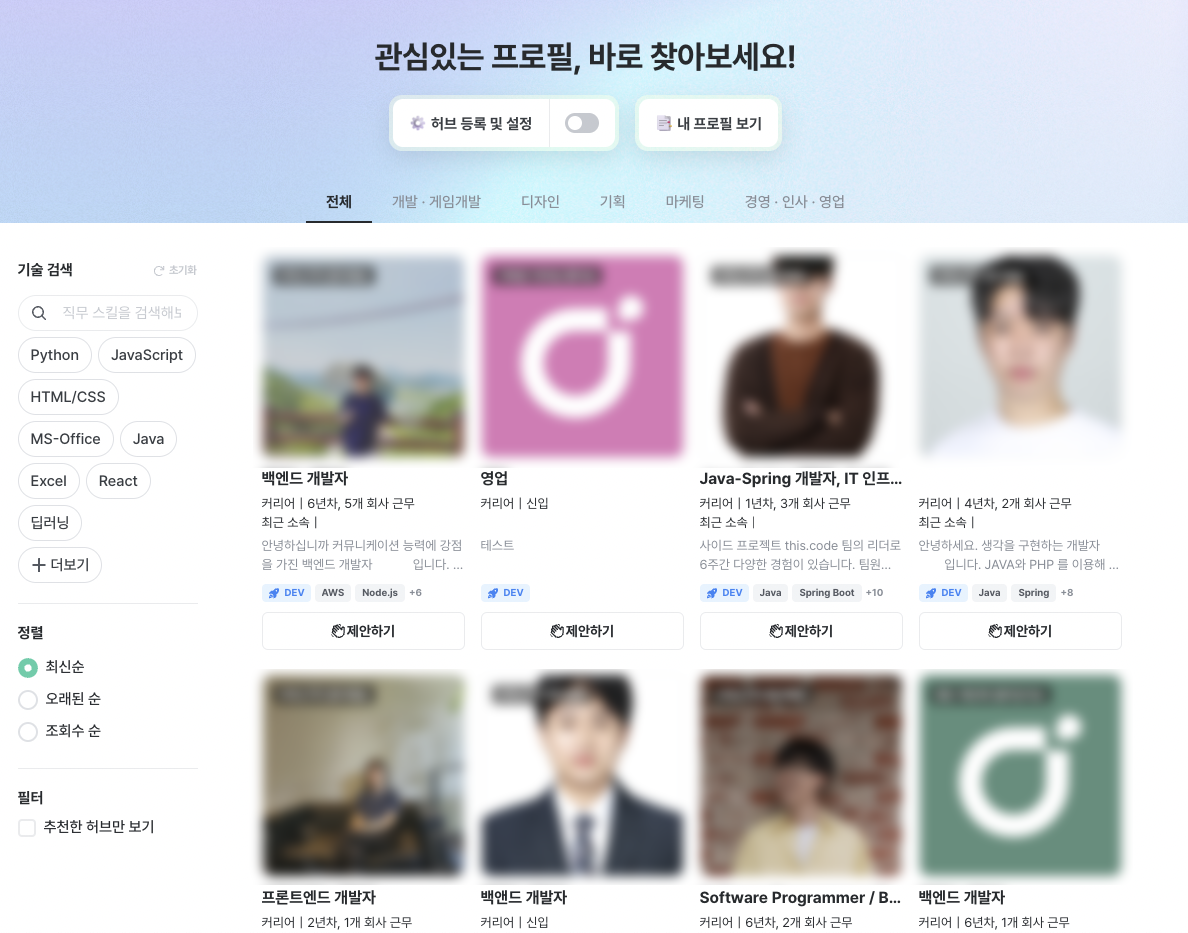 관심있는 프로필, 바로 찾아보세요!
허브 등록 및 설정
내 프로필 보기
전체
개발 · 게임개발
디자인
기획
마케팅
경영 · 인사 · 영업
기술 검색
초기화
직무 스킬을 검색해보
Python
JavaScript
HTML/CSS
MS-Office
Java
Excel
React
딥러닝
더보기
정렬
최신순
오래된 순
조회수 순
필터
추천한 허브만 보기
백엔드 개발자
커리어 | 6년차, 5개 회사 근무
최근 소속 |
안녕하십니까 커뮤니케이션 능력에 강점
을 가진 백엔드 개발자 입니다. ...
DEV AWS Node.js +6
제안하기
영업
커리어 | 신입
테스트
DEV
제안하기
Java-Spring 개발자, IT 인프...
커리어 | 1년차, 3개 회사 근무
최근 소속 |
사이드 프로젝트 this.code 팀의 리더로
6주간 다양한 경험이 있습니다. 팀원...
DEV Java Spring Boot +10
제안하기
커리어 | 4년차, 2개 회사 근무
최근 소속 |
안녕하세요. 생각을 구현하는 개발자
입니다. JAVA와 PHP 를 이용해 ...
DEV Java Spring +8
제안하기
프론트엔드 개발자
커리어 | 2년차, 1개 회사 근무
백앤드 개발자
커리어 | 신입
Software Programmer / B...
커리어 | 6년차, 2개 회사 근무
백엔드 개발자
커리어 | 6년차, 1개 회사 근무